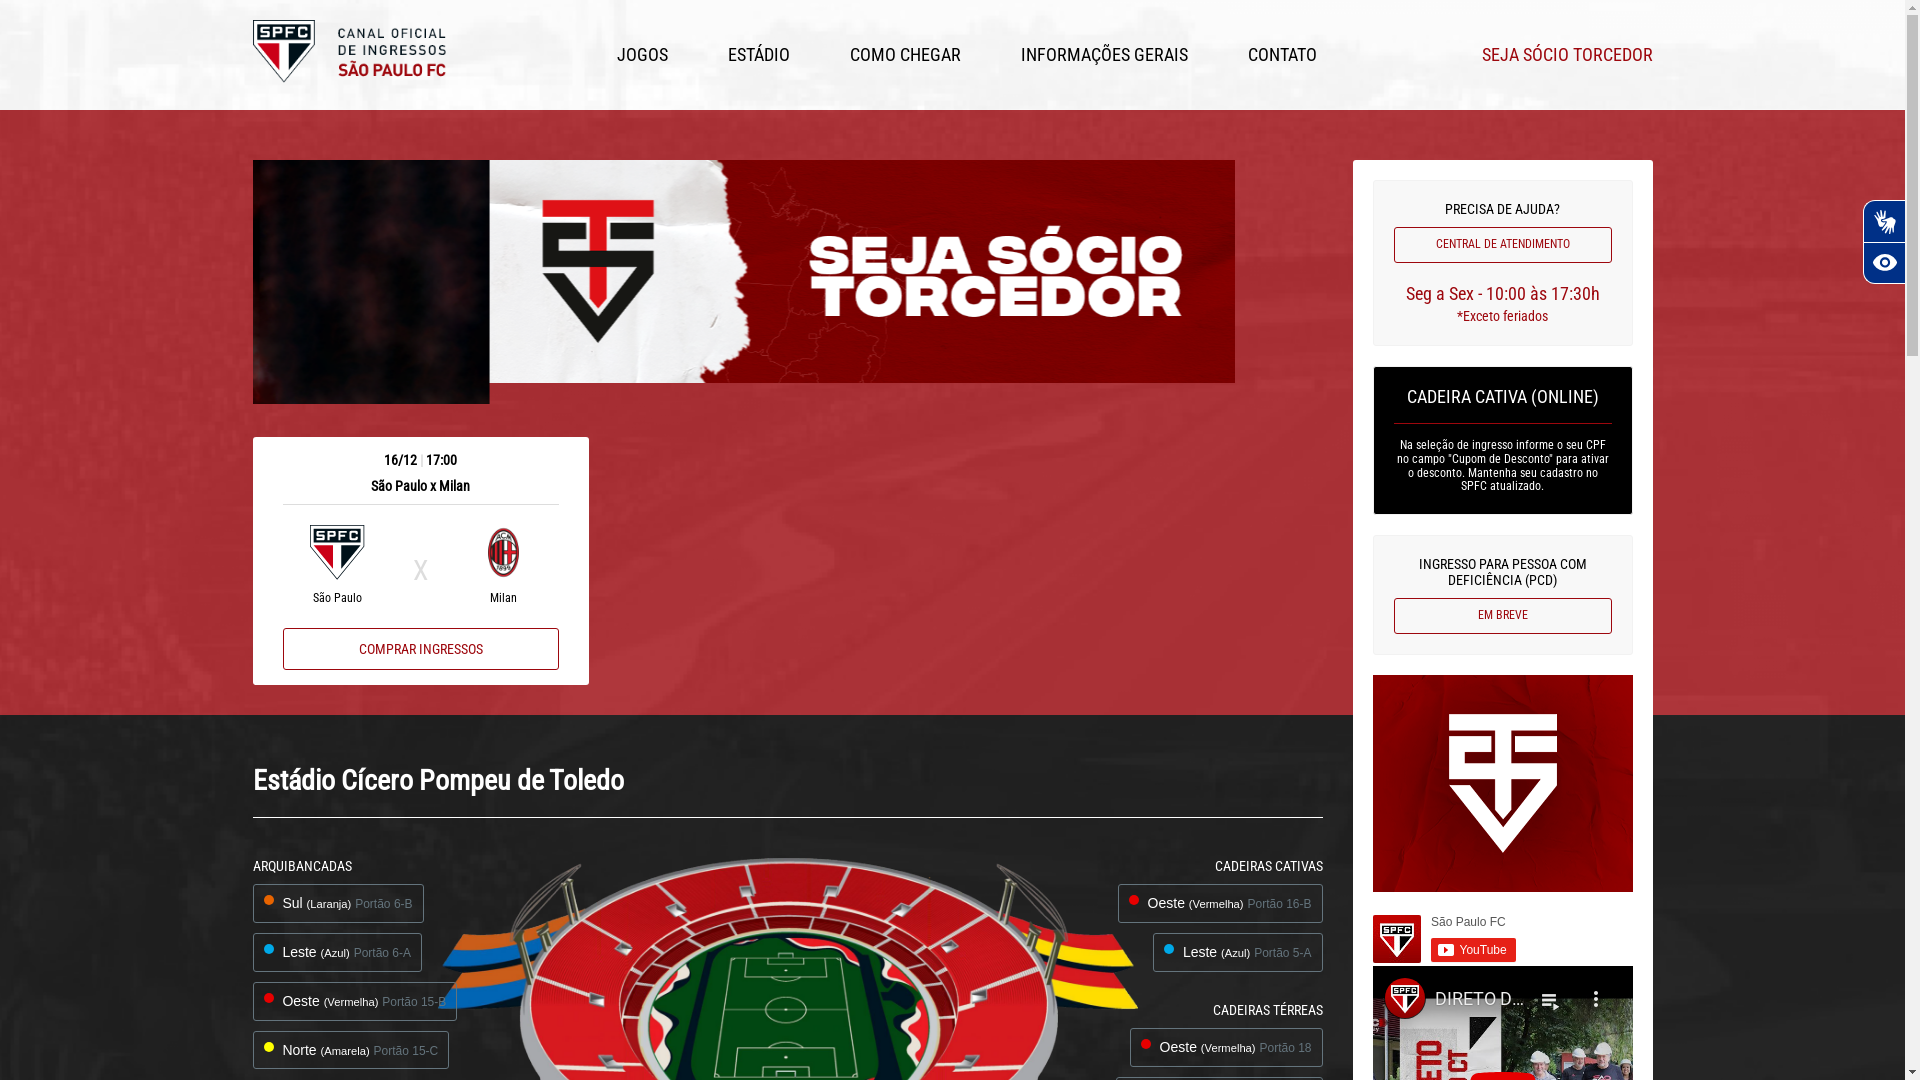 SPFC
CANAL OFICIAL
DE INGRESSOS
SÃO PAULO FC
JOGOS
ESTÁDIO
COMO CHEGAR
INFORMAÇÕES GERAIS
CONTATO
SEJA SÓCIO TORCEDOR
SEJA SÓCIO
TORCEDOR
16/12 | 17:00
São Paulo x Milan
SPFC
X
ACM
1899
São Paulo
Milan
COMPRAR INGRESSOS
PRECISA DE AJUDA?
CENTRAL DE ATENDIMENTO
Seg a Sex - 10:00 às 17:30h
*Exceto feriados
CADEIRA CATIVA (ONLINE)
Na seleção de ingresso informe o seu CPF
no campo "Cupom de Desconto" para ativar
o desconto. Mantenha seu cadastro no
SPFC atualizado.
INGRESSO PARA PESSOA COM
DEFICIÊNCIA (PCD)
EM BREVE
Estádio Cícero Pompeu de Toledo
ARQUIBANCADAS
Sul (Laranja) Portão 6-B
Leste (Azul) Portão 6-A
Oeste (Vermelha) Portão 15-B
Norte (Amarela) Portão 15-C
CADEIRAS CATIVAS
Oeste (Vermelha) Portão 16-B
Leste (Azul) Portão 5-A
CADEIRAS TÉRREAS
Oeste (Vermelha) Portão 18
SPFC
São Paulo FC
YouTube
SPFC
DIRETO D...